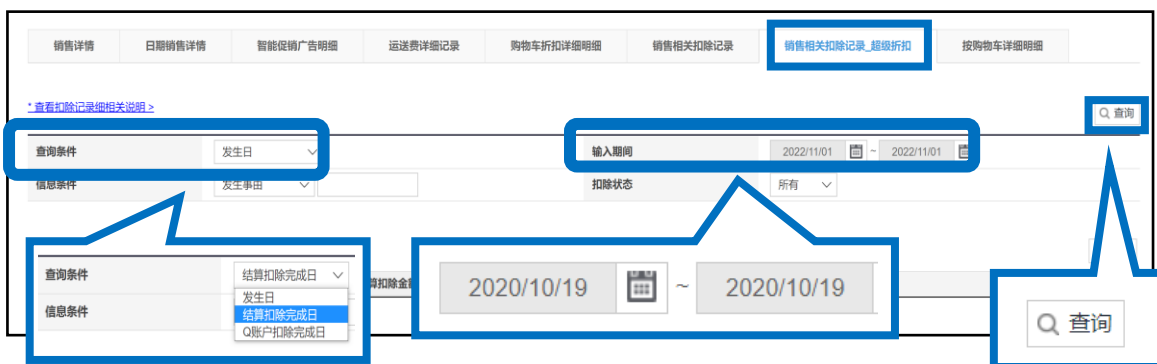 销售详情 日期销售详情 智能促销广告明细 运送费详细记录 购物车折扣详细明细 销售相关扣除记录 销售相关扣除记录_超级折扣 按购物车详细明细
* 查看扣除记录细相关说明 >
查询
查询条件 发生日 输入期间 2022/11/01 ~ 2022/11/01
信息条件 发生事由 扣除状态 所有
查询条件 结算扣除完成日
发生日
信息条件 结算扣除完成日
Q账户扣除完成日
算扣除金
2020/10/19 ~ 2020/10/19
查询